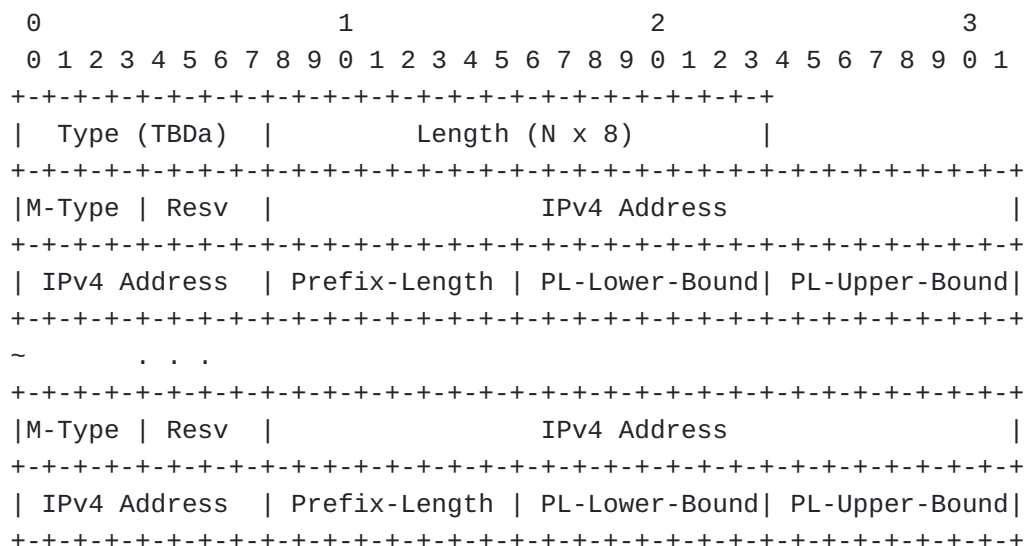 0                   1                   2                   3
 0 1 2 3 4 5 6 7 8 9 0 1 2 3 4 5 6 7 8 9 0 1 2 3 4 5 6 7 8 9 0 1
+-+-+-+-+-+-+-+-+-+-+-+-+-+-+-+-+-+-+-+-+-+-+-+-+
|  Type (TBDa)  |         Length (N x 8)        |
+-+-+-+-+-+-+-+-+-+-+-+-+-+-+-+-+-+-+-+-+-+-+-+-+-+-+-+-+-+-+-+-+
|M-Type | Resv  |                 IPv4 Address                  |
+-+-+-+-+-+-+-+-+-+-+-+-+-+-+-+-+-+-+-+-+-+-+-+-+-+-+-+-+-+-+-+-+
| IPv4 Address  | Prefix-Length | PL-Lower-Bound| PL-Upper-Bound|
+-+-+-+-+-+-+-+-+-+-+-+-+-+-+-+-+-+-+-+-+-+-+-+-+-+-+-+-+-+-+-+-+
~       . . .
+-+-+-+-+-+-+-+-+-+-+-+-+-+-+-+-+-+-+-+-+-+-+-+-+-+-+-+-+-+-+-+-+
|M-Type | Resv  |                 IPv4 Address                  |
+-+-+-+-+-+-+-+-+-+-+-+-+-+-+-+-+-+-+-+-+-+-+-+-+-+-+-+-+-+-+-+-+
| IPv4 Address  | Prefix-Length | PL-Lower-Bound| PL-Upper-Bound|
+-+-+-+-+-+-+-+-+-+-+-+-+-+-+-+-+-+-+-+-+-+-+-+-+-+-+-+-+-+-+-+-+